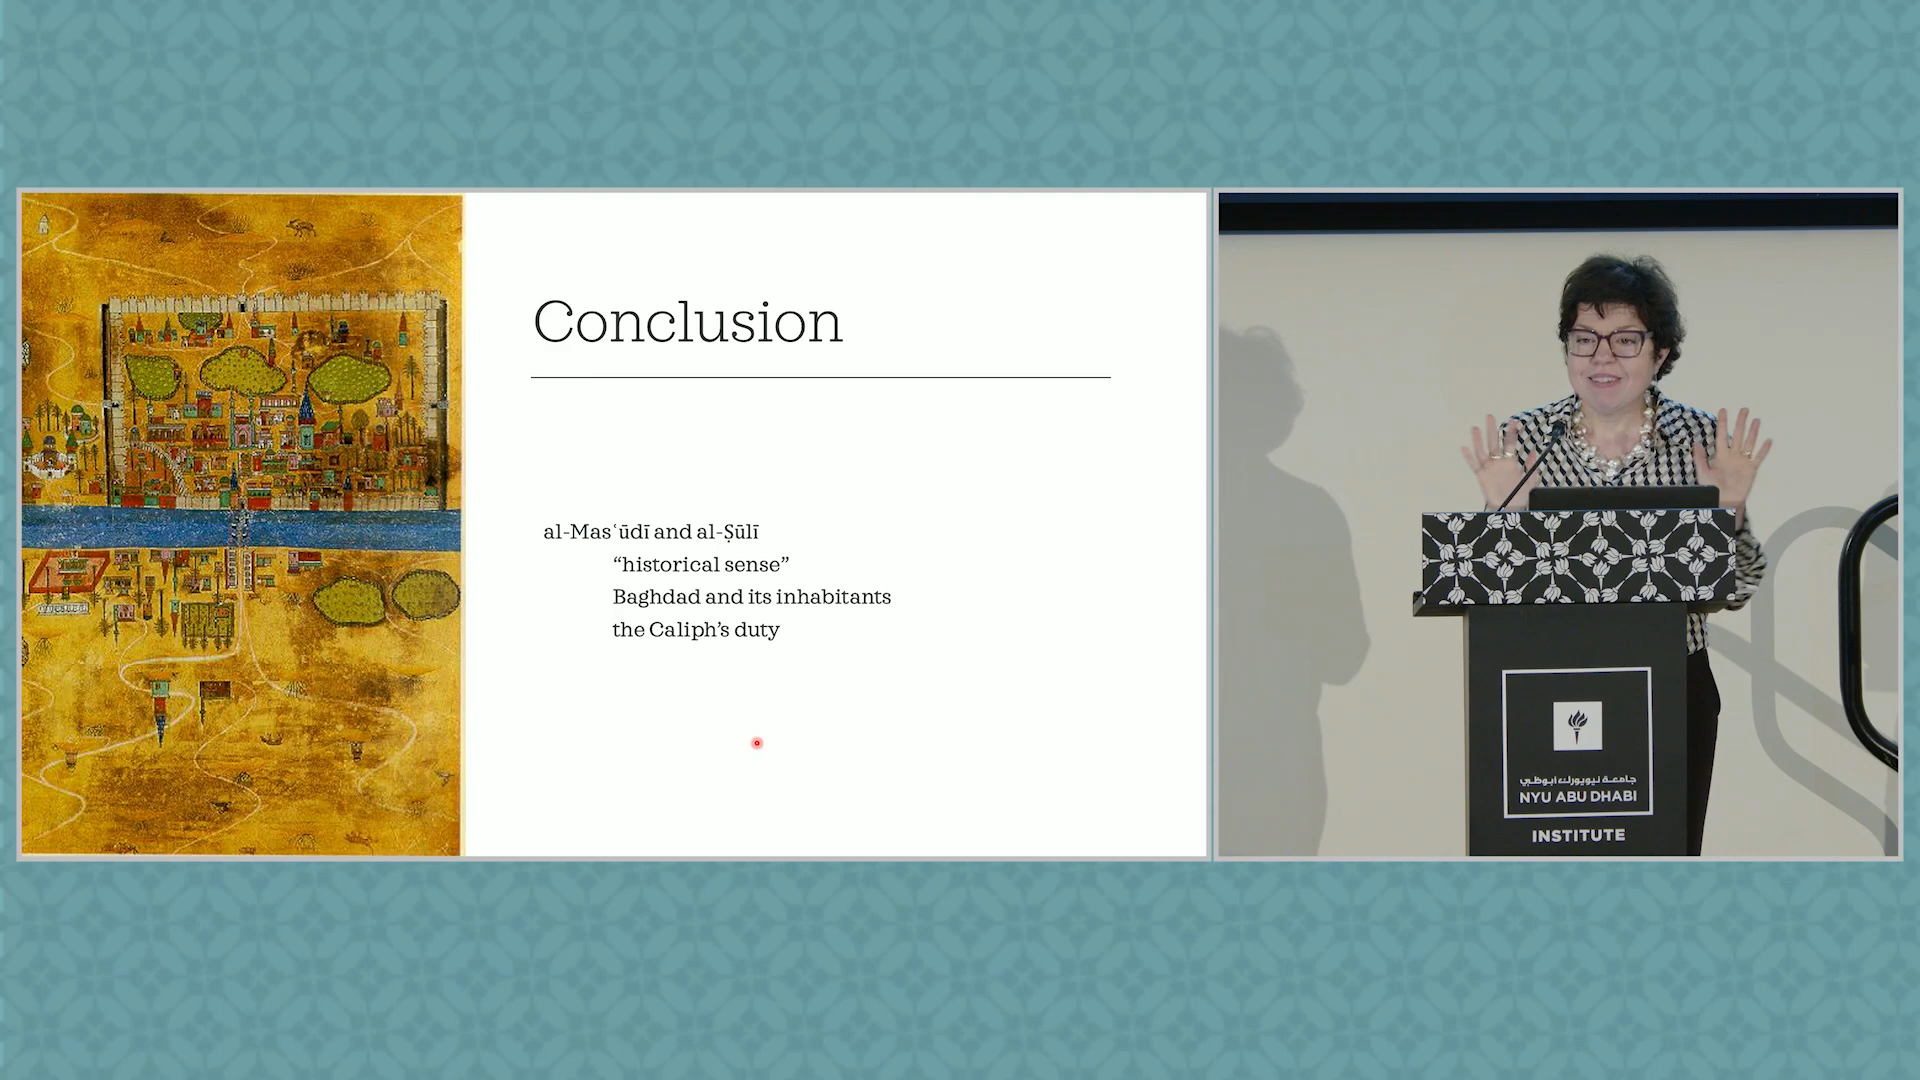 Conclusion
al-Masʿūdī and al-Ṣūlī
“historical sense”
Baghdad and its inhabitants
the Caliph’s duty
جامعة نيويورك أبوظبي
NYU ABU DHABI
INSTITUTE